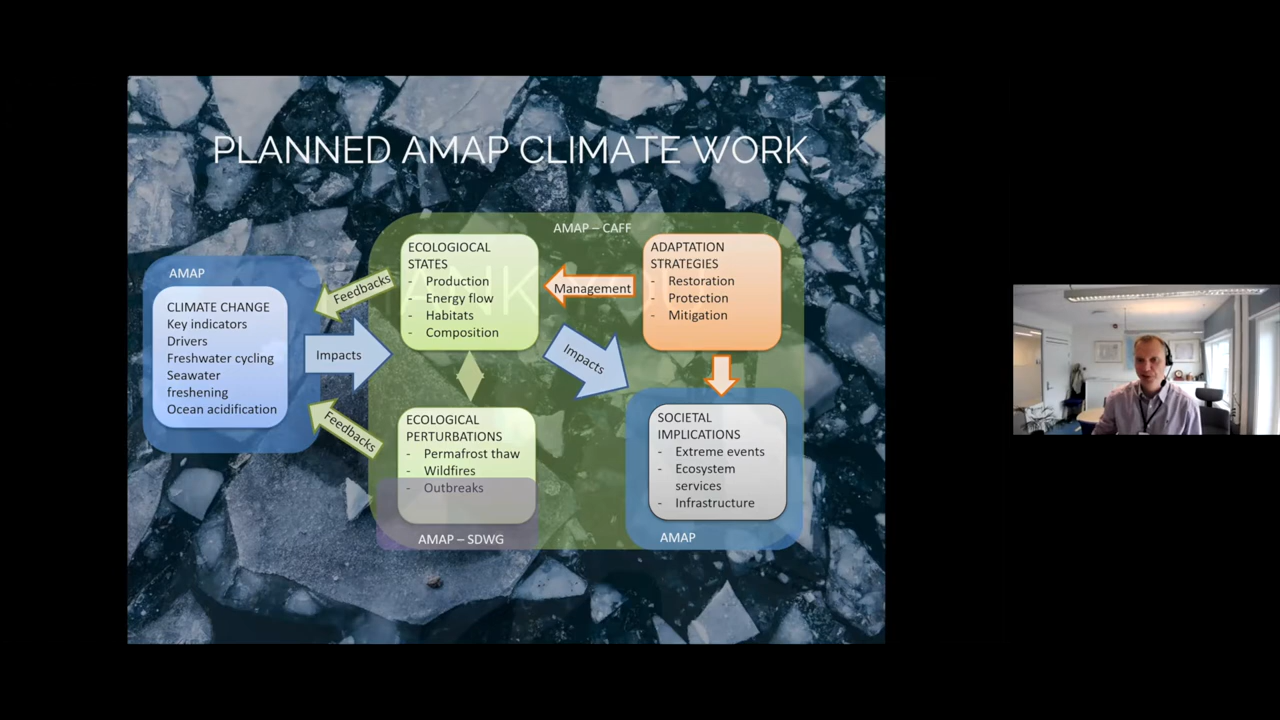 PLANNED AMAP CLIMATE WORK
AMAP
CLIMATE CHANGE
Key indicators
Drivers
Freshwater cycling
Seawater
freshening
Ocean acidification
Feedbacks
Impacts
Feedbacks
AMAP – CAFF
ECOLOGIOCAL
STATES
- Production
- Energy flow
- Habitats
- Composition
Management
ADAPTATION
STRATEGIES
- Restoration
- Protection
- Mitigation
Impacts
ECOLOGICAL
PERTURBATIONS
- Permafrost thaw
- Wildfires
- Outbreaks
AMAP – SDWG
SOCIETAL
IMPLICATIONS
- Extreme events
- Ecosystem
services
- Infrastructure
AMAP